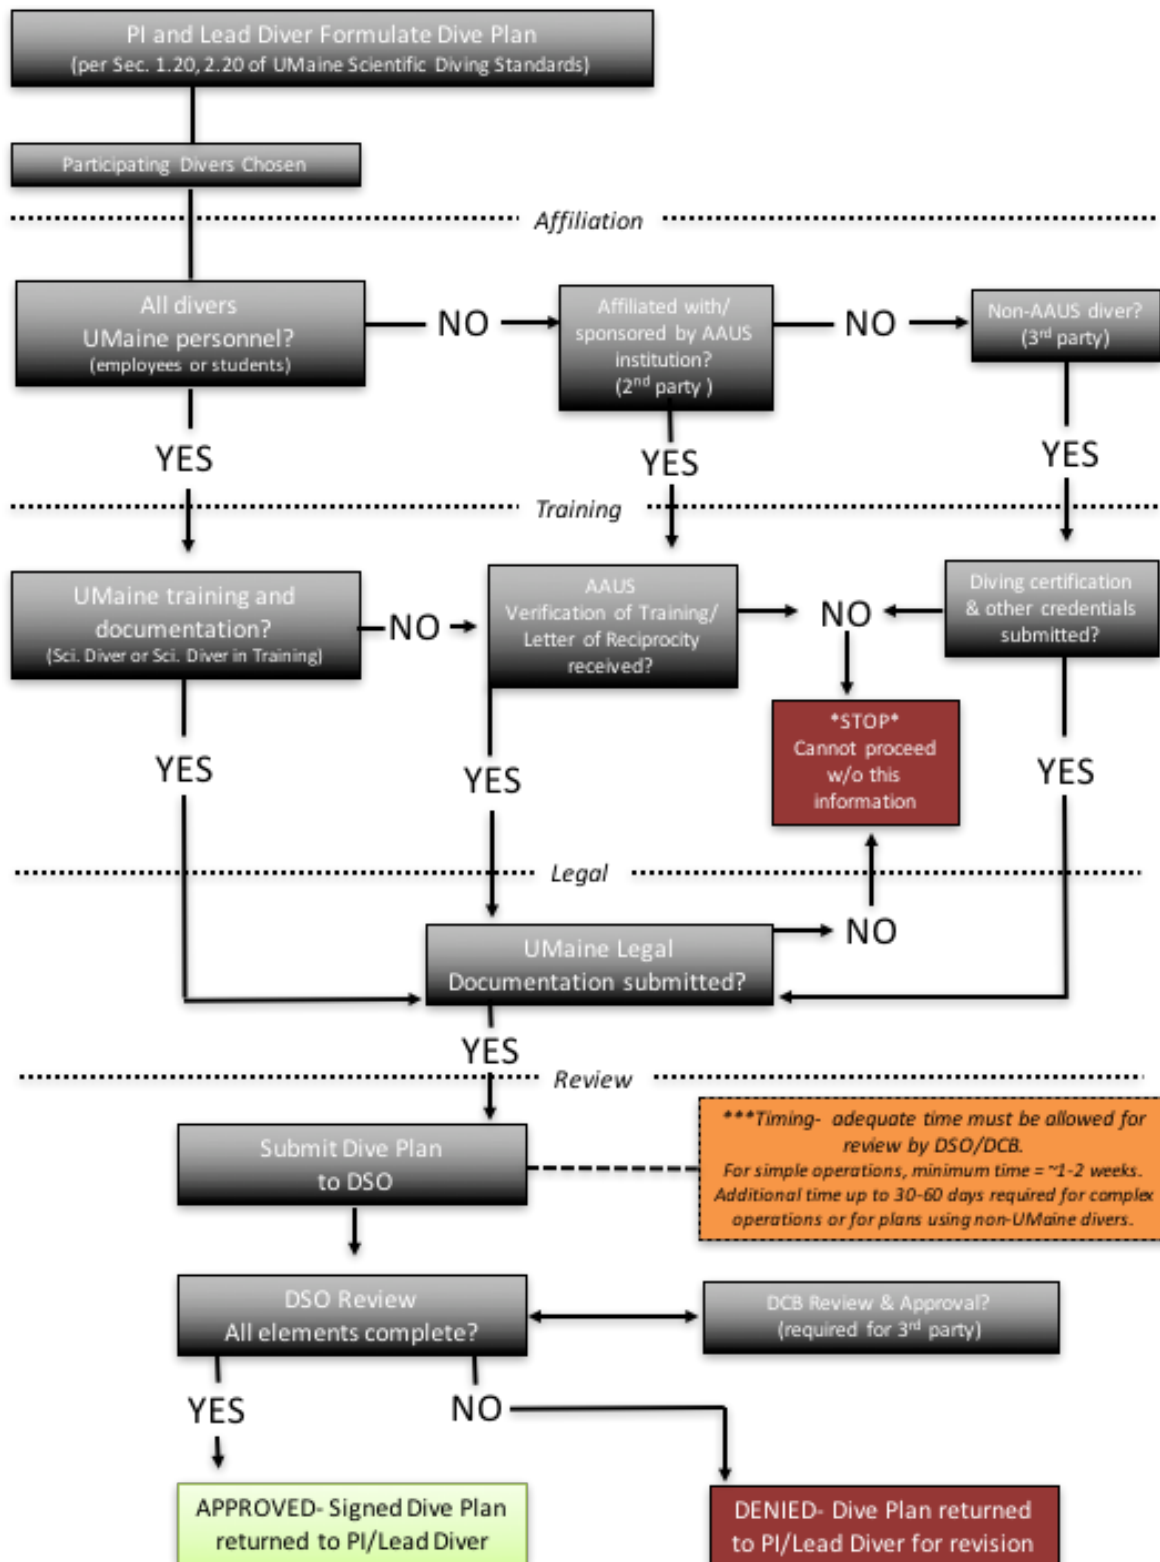 PI and Lead Diver Formulate Dive Plan
(per Sec. 1.20, 2.20 of UMaine Scientific Diving Standards)
Participating Divers Chosen
Affiliation
All divers
UMaine personnel?
(employees or students)
NO
Affiliated with/
sponsored by AAUS
institution?
(2nd party )
NO
Non-AAUS diver?
(3rd party)
YES
YES
YES
Training
UMaine training and
documentation?
(Sci. Diver or Sci. Diver in Training)
NO
AAUS
Verification of Training/
Letter of Reciprocity
received?
NO
Diving certification
& other credentials
submitted?
*STOP*
Cannot proceed
w/o this
information
YES
YES
YES
Legal
UMaine Legal
Documentation submitted?
NO
YES
Review
Submit Dive Plan
to DSO
***Timing- adequate time must be allowed for
review by DSO/DCB.
For simple operations, minimum time = ~1-2 weeks.
Additional time up to 30-60 days required for complex
operations or for plans using non-UMaine divers.
DSO Review
All elements complete?
DCB Review & Approval?
(required for 3rd party)
YES
NO
APPROVED- Signed Dive Plan
returned to PI/Lead Diver
DENIED- Dive Plan returned
to PI/Lead Diver for revision